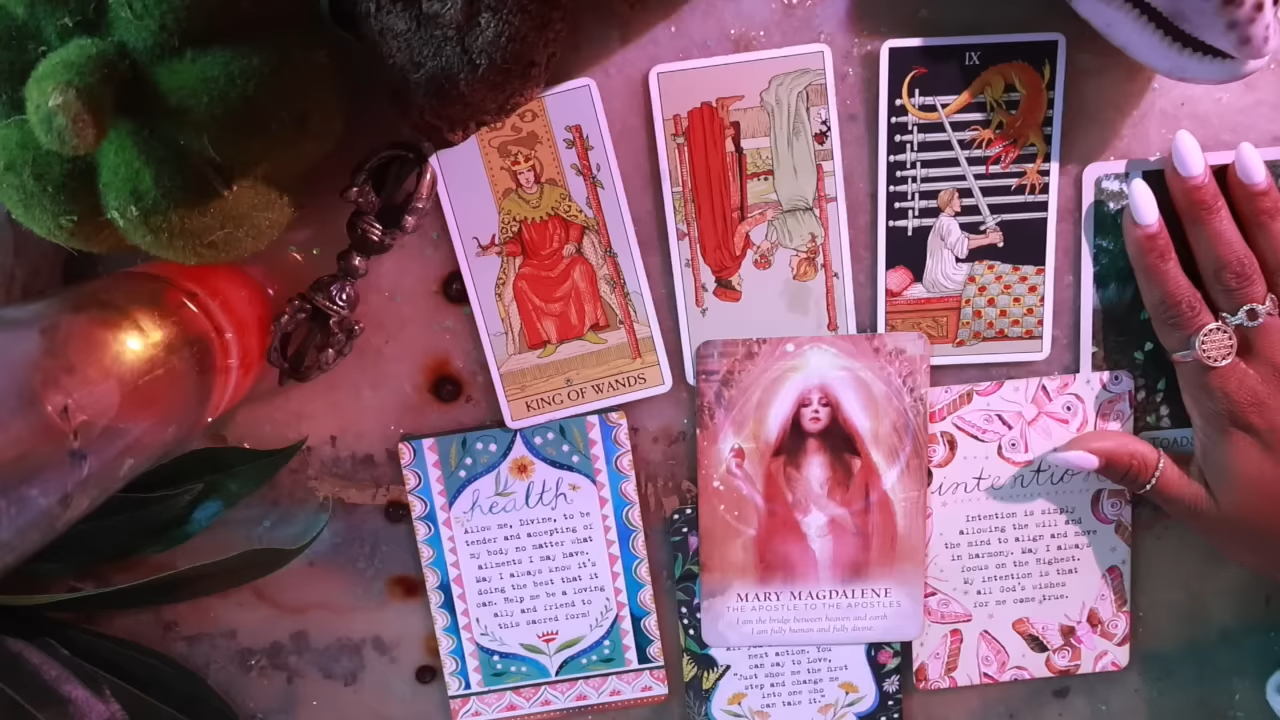 IX
KING OF WANDS
TOADS
health
Allow me, Divine, to be
tender and accepting of
my body no matter what
ailments I may have.
May I always know it's
doing the best that it
can. Help me be a loving
ally and friend to
this sacred form!
MARY MAGDALENE
THE APOSTLE TO THE APOSTLES
I am the bridge between heaven and earth
I am fully human and fully divine.
next action. You
can say to Love,
"Just show me the first
step and change me
into one who
can take it."
intention
Intention is simply
allowing the will and
the mind to align and move
in harmony. May I always
focus on the Highest.
My intention is that
all God's wishes
for me come true.